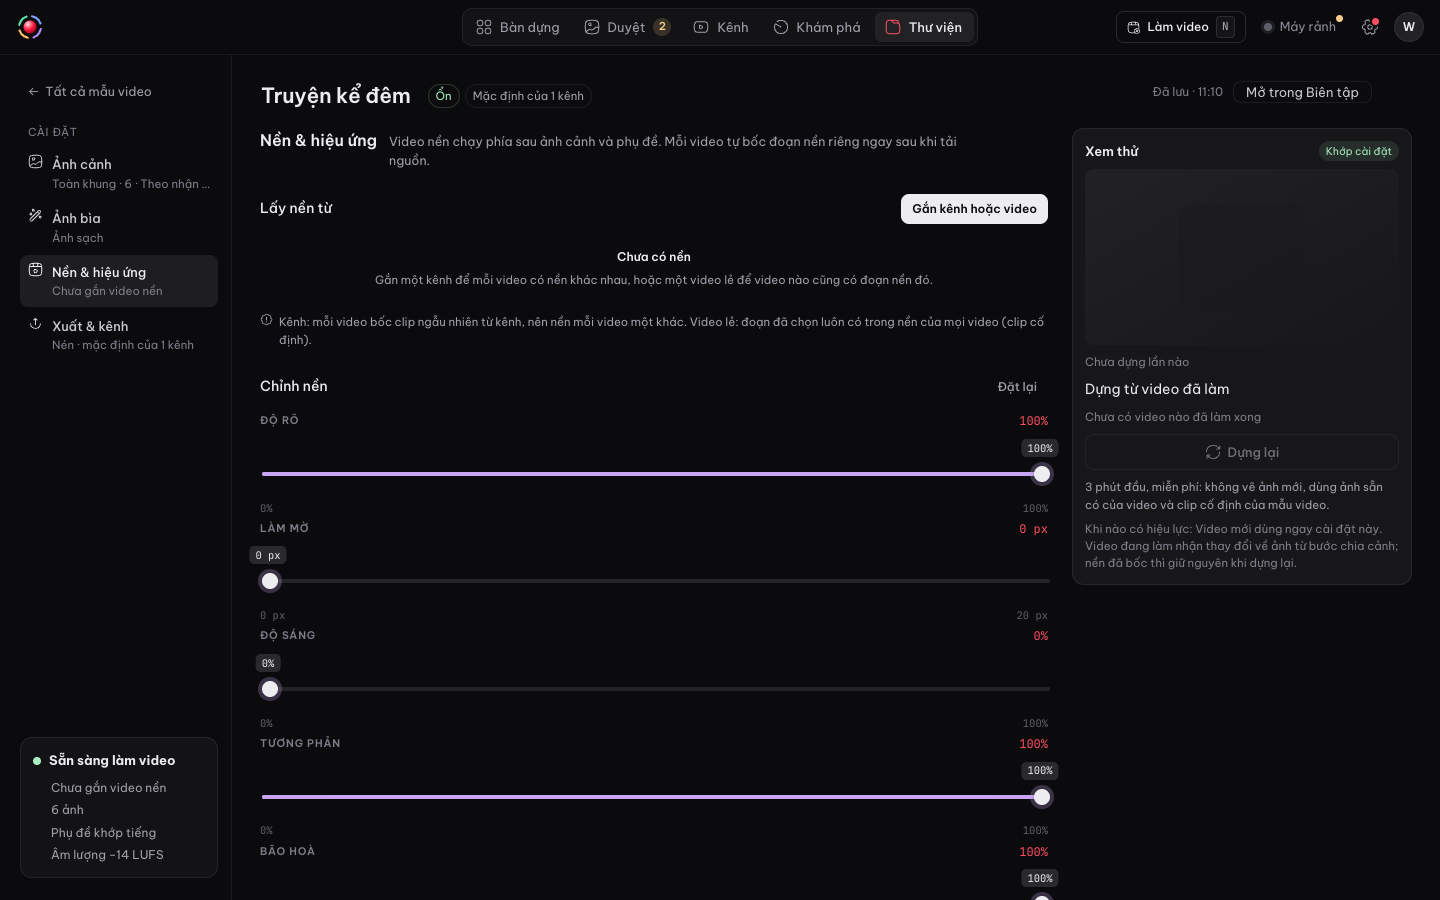 Bàn dựng
Duyệt 2
Kênh
Khám phá
Thư viện
Làm video N
Máy rảnh
W
← Tất cả mẫu video
CÀI ĐẶT
Ảnh cảnh
Toàn khung · 6 · Theo nhận ...
Ảnh bìa
Ảnh sạch
Nền & hiệu ứng
Chưa gắn video nền
Xuất & kênh
Nén · mặc định của 1 kênh
Sẵn sàng làm video
Chưa gắn video nền
6 ảnh
Phụ đề khớp tiếng
Âm lượng -14 LUFS
Truyện kể đêm
Ổn
Mặc định của 1 kênh
Đã lưu · 11:10
Mở trong Biên tập
Nền & hiệu ứng
Video nền chạy phía sau ảnh cảnh và phụ đề. Mỗi video tự bốc đoạn nền riêng ngay sau khi tải
nguồn.
Lấy nền từ
Gắn kênh hoặc video
Chưa có nền
Gắn một kênh để mỗi video có nền khác nhau, hoặc một video lẻ để video nào cũng có đoạn nền đó.
Kênh: mỗi video bốc clip ngẫu nhiên từ kênh, nên nền mỗi video một khác. Video lẻ: đoạn đã chọn luôn có trong nền của mọi video (clip cố
định).
Chỉnh nền
Đặt lại
ĐỘ RÕ
100%
100%
0%
100%
LÀM MỜ
0 px
0 px
0 px
20 px
ĐỘ SÁNG
0%
0%
0%
100%
TƯƠNG PHẢN
100%
100%
0%
100%
BÃO HOÀ
100%
100%
Xem thử
Khớp cài đặt
Chưa dựng lần nào
Dựng từ video đã làm
Chưa có video nào đã làm xong
Dựng lại
3 phút đầu, miễn phí: không vẽ ảnh mới, dùng ảnh sẵn
có của video và clip cố định của mẫu video.
Khi nào có hiệu lực: Video mới dùng ngay cài đặt này.
Video đang làm nhận thay đổi về ảnh từ bước chia cảnh;
nền đã bốc thì giữ nguyên khi dựng lại.